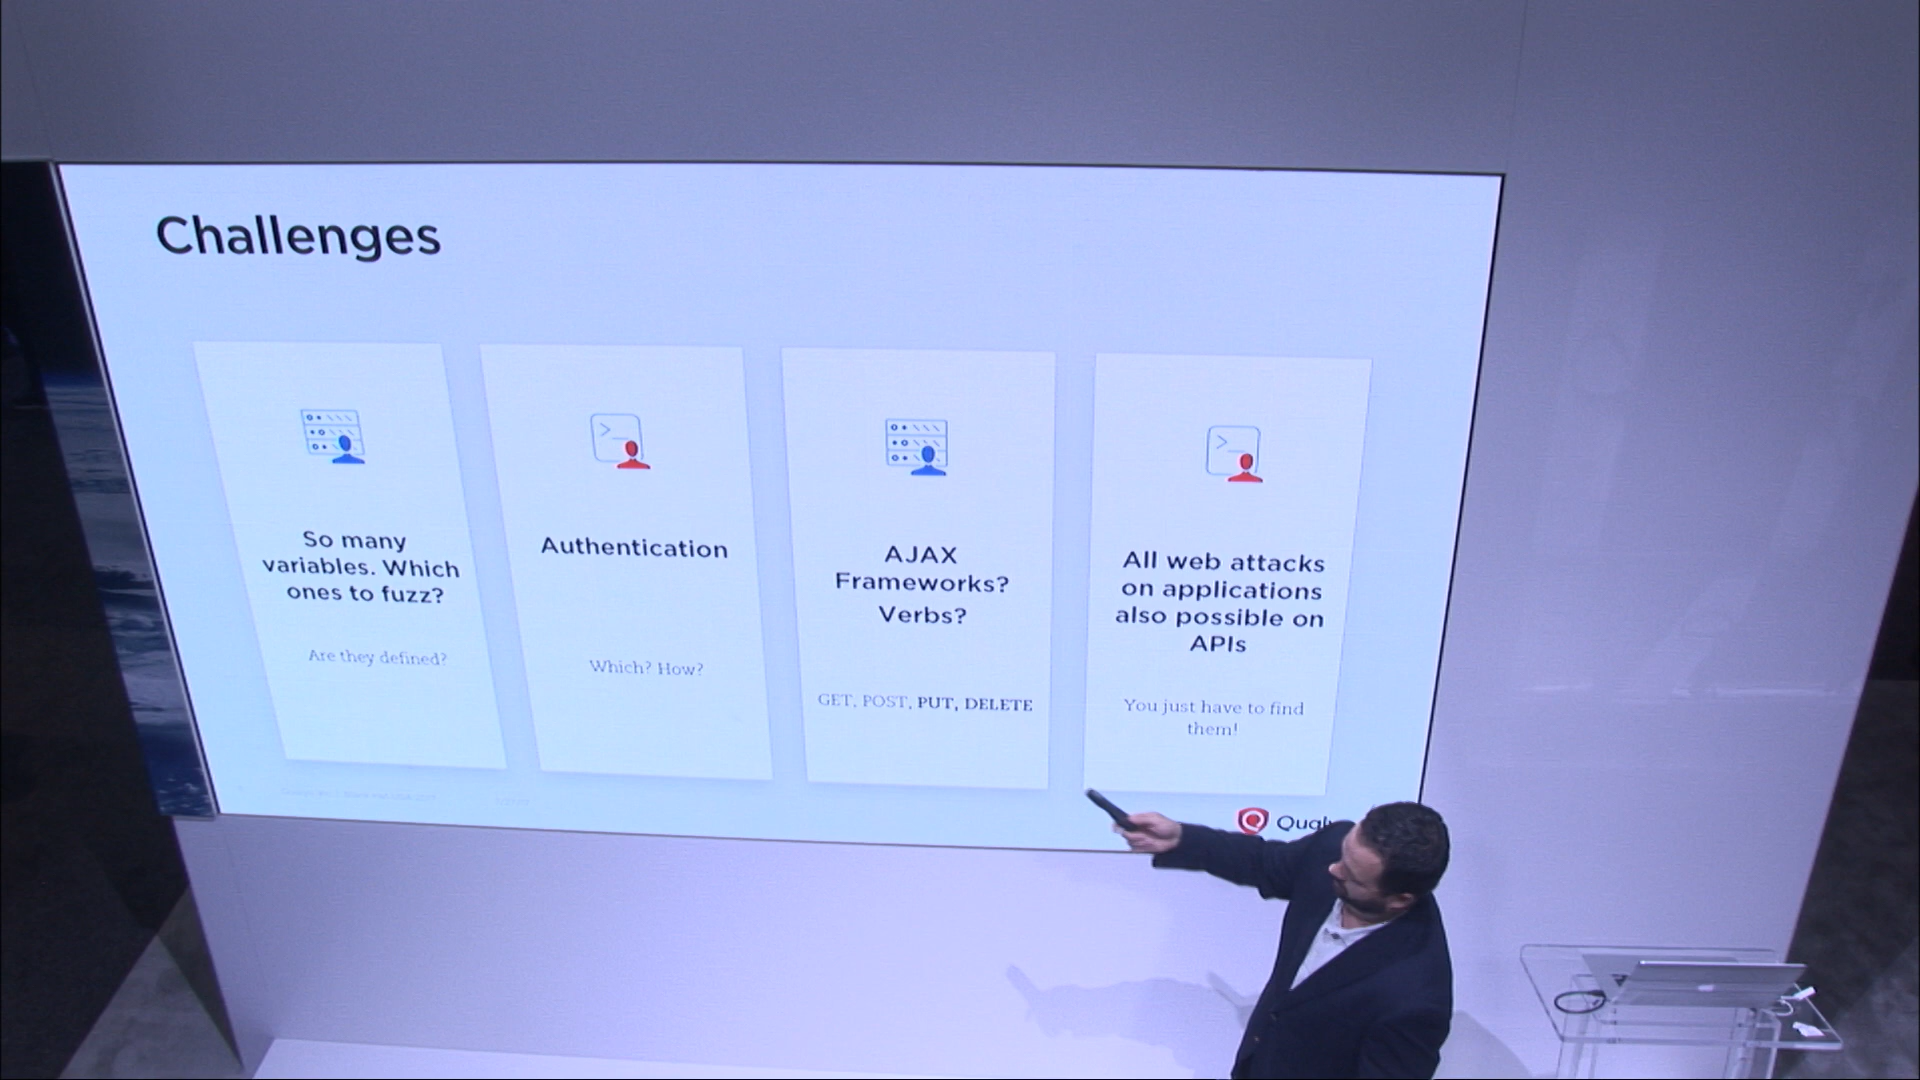 Challenges
So many
variables. Which
ones to fuzz?
Are they defined?
Authentication
Which? How?
AJAX
Frameworks?
Verbs?
GET, POST, PUT, DELETE
All web attacks
on applications
also possible on
APIs
You just have to find
them!